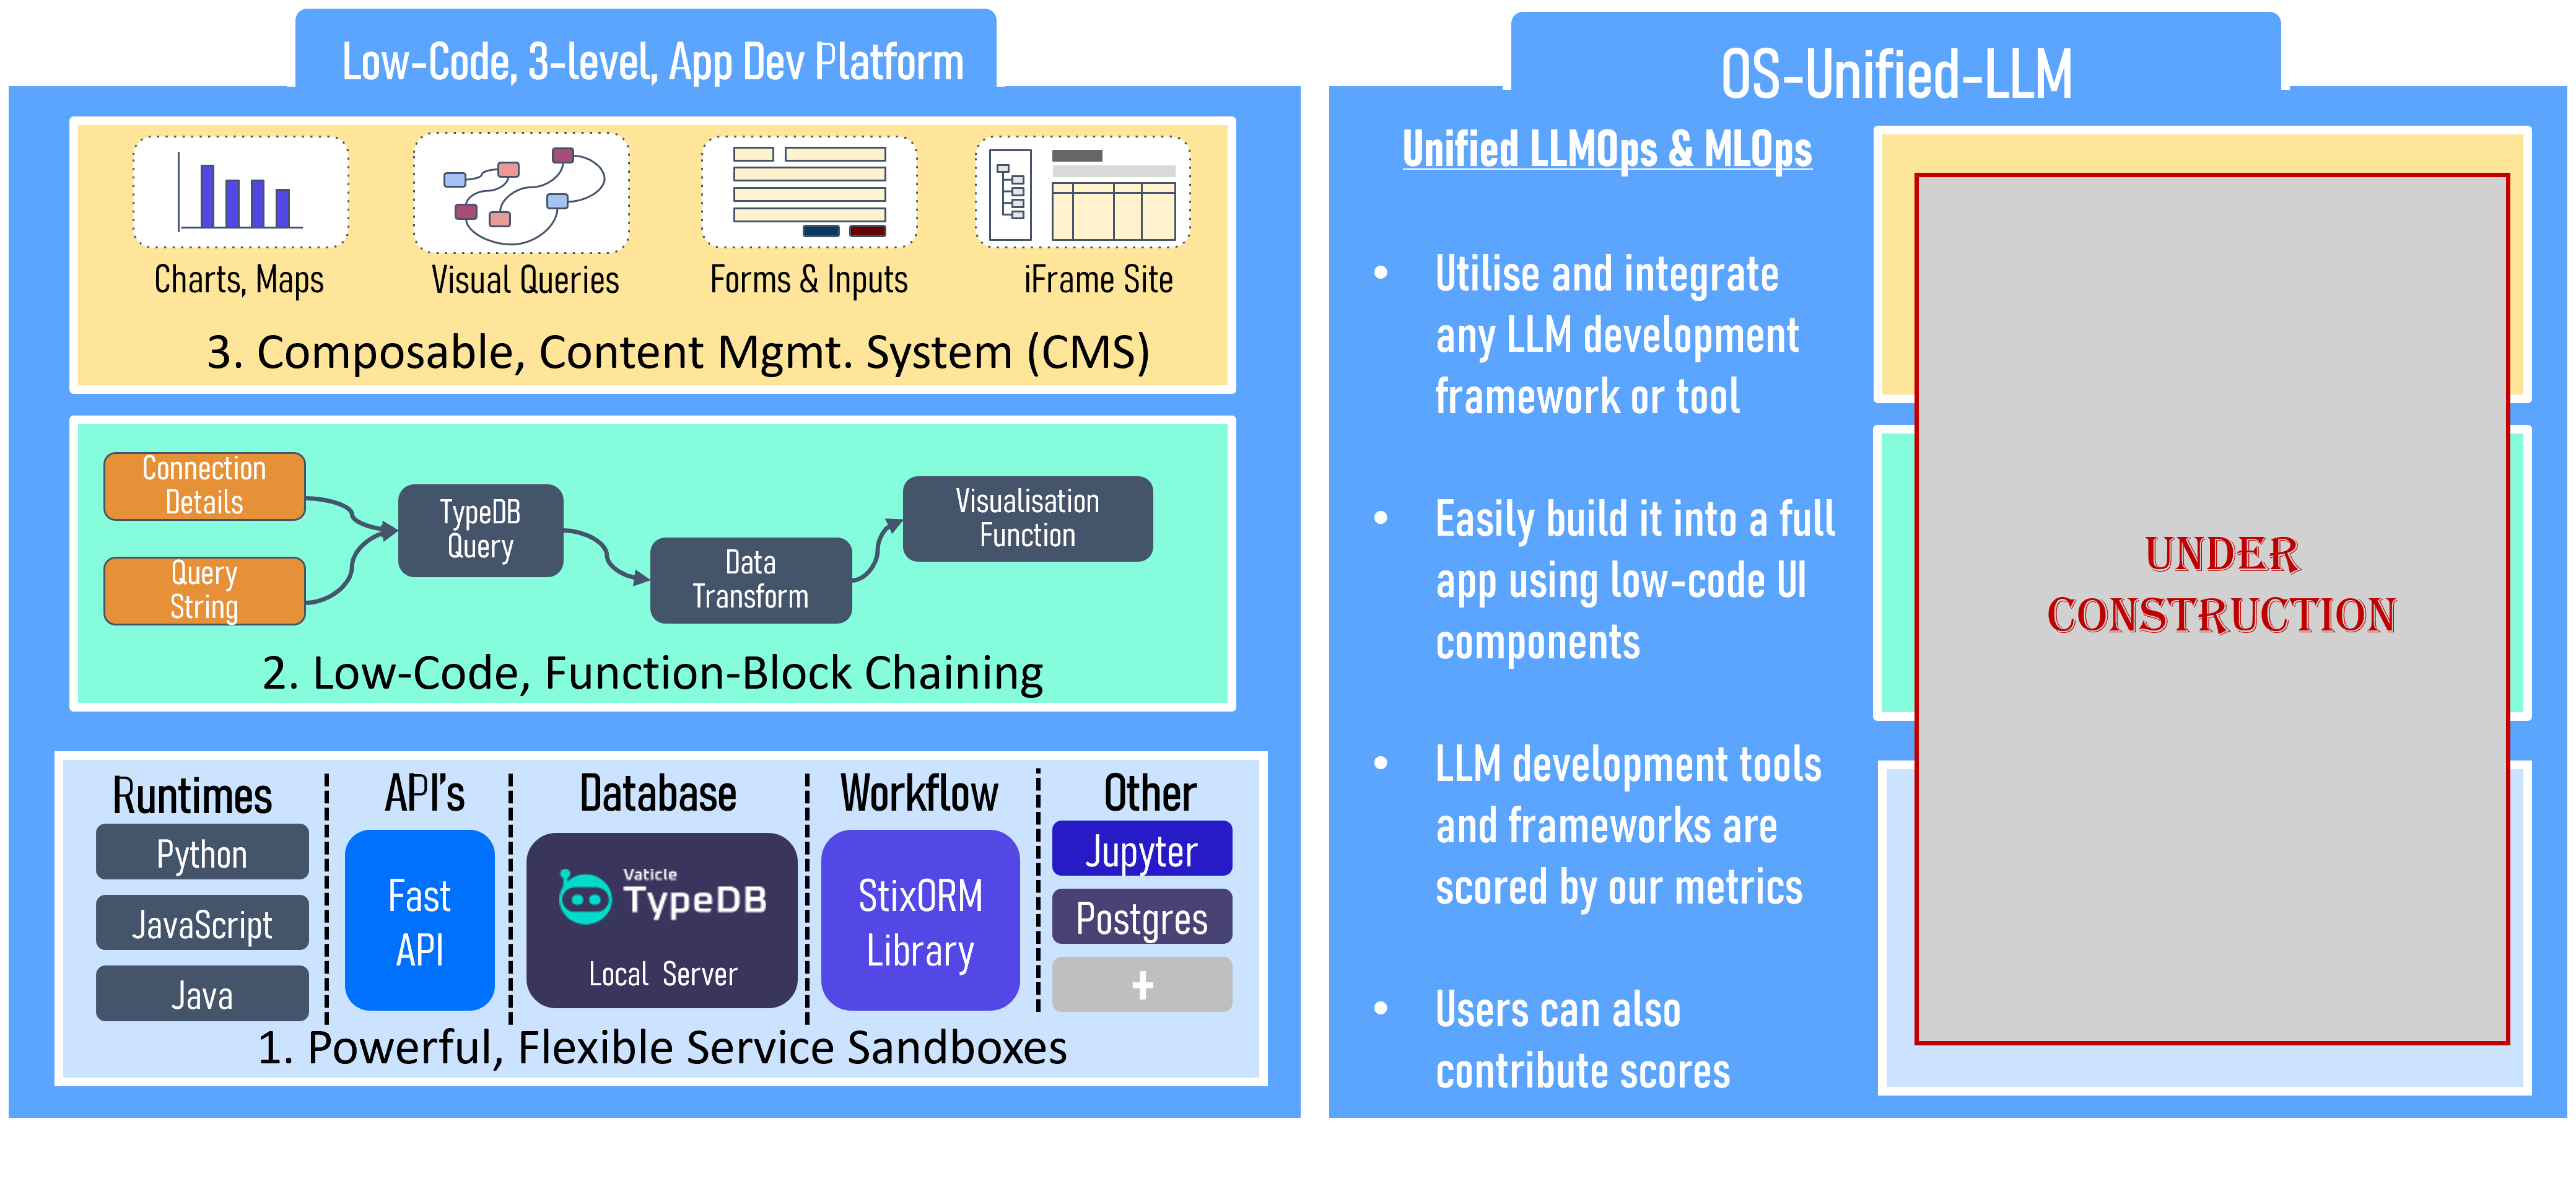 Low-Code, 3-level, App Dev Platform
Charts, Maps
Visual Queries
Forms & Inputs
iFrame Site
3. Composable, Content Mgmt. System (CMS)
Connection
Details
Query
String
TypeDB
Query
Data
Transform
Visualisation
Function
2. Low-Code, Function-Block Chaining
Runtimes
Python
JavaScript
Java
API's
Fast
API
Database
Vaticle
TypeDB
Local Server
Workflow
StixORM
Library
Other
Jupyter
Postgres
+
1. Powerful, Flexible Service Sandboxes
OS-Unified-LLM
Unified LLMOps & MLOps
• Utilise and integrate
any LLM development
framework or tool
• Easily build it into a full
app using low-code UI
components
• LLM development tools
and frameworks are
scored by our metrics
• Users can also
contribute scores
UNDER
CONSTRUCTION